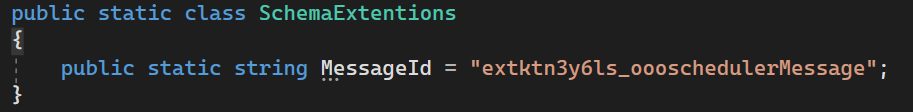 public static class SchemaExtentions
{
public static string MessageId = "extktn3y6ls_oooschedulerMessage";
}